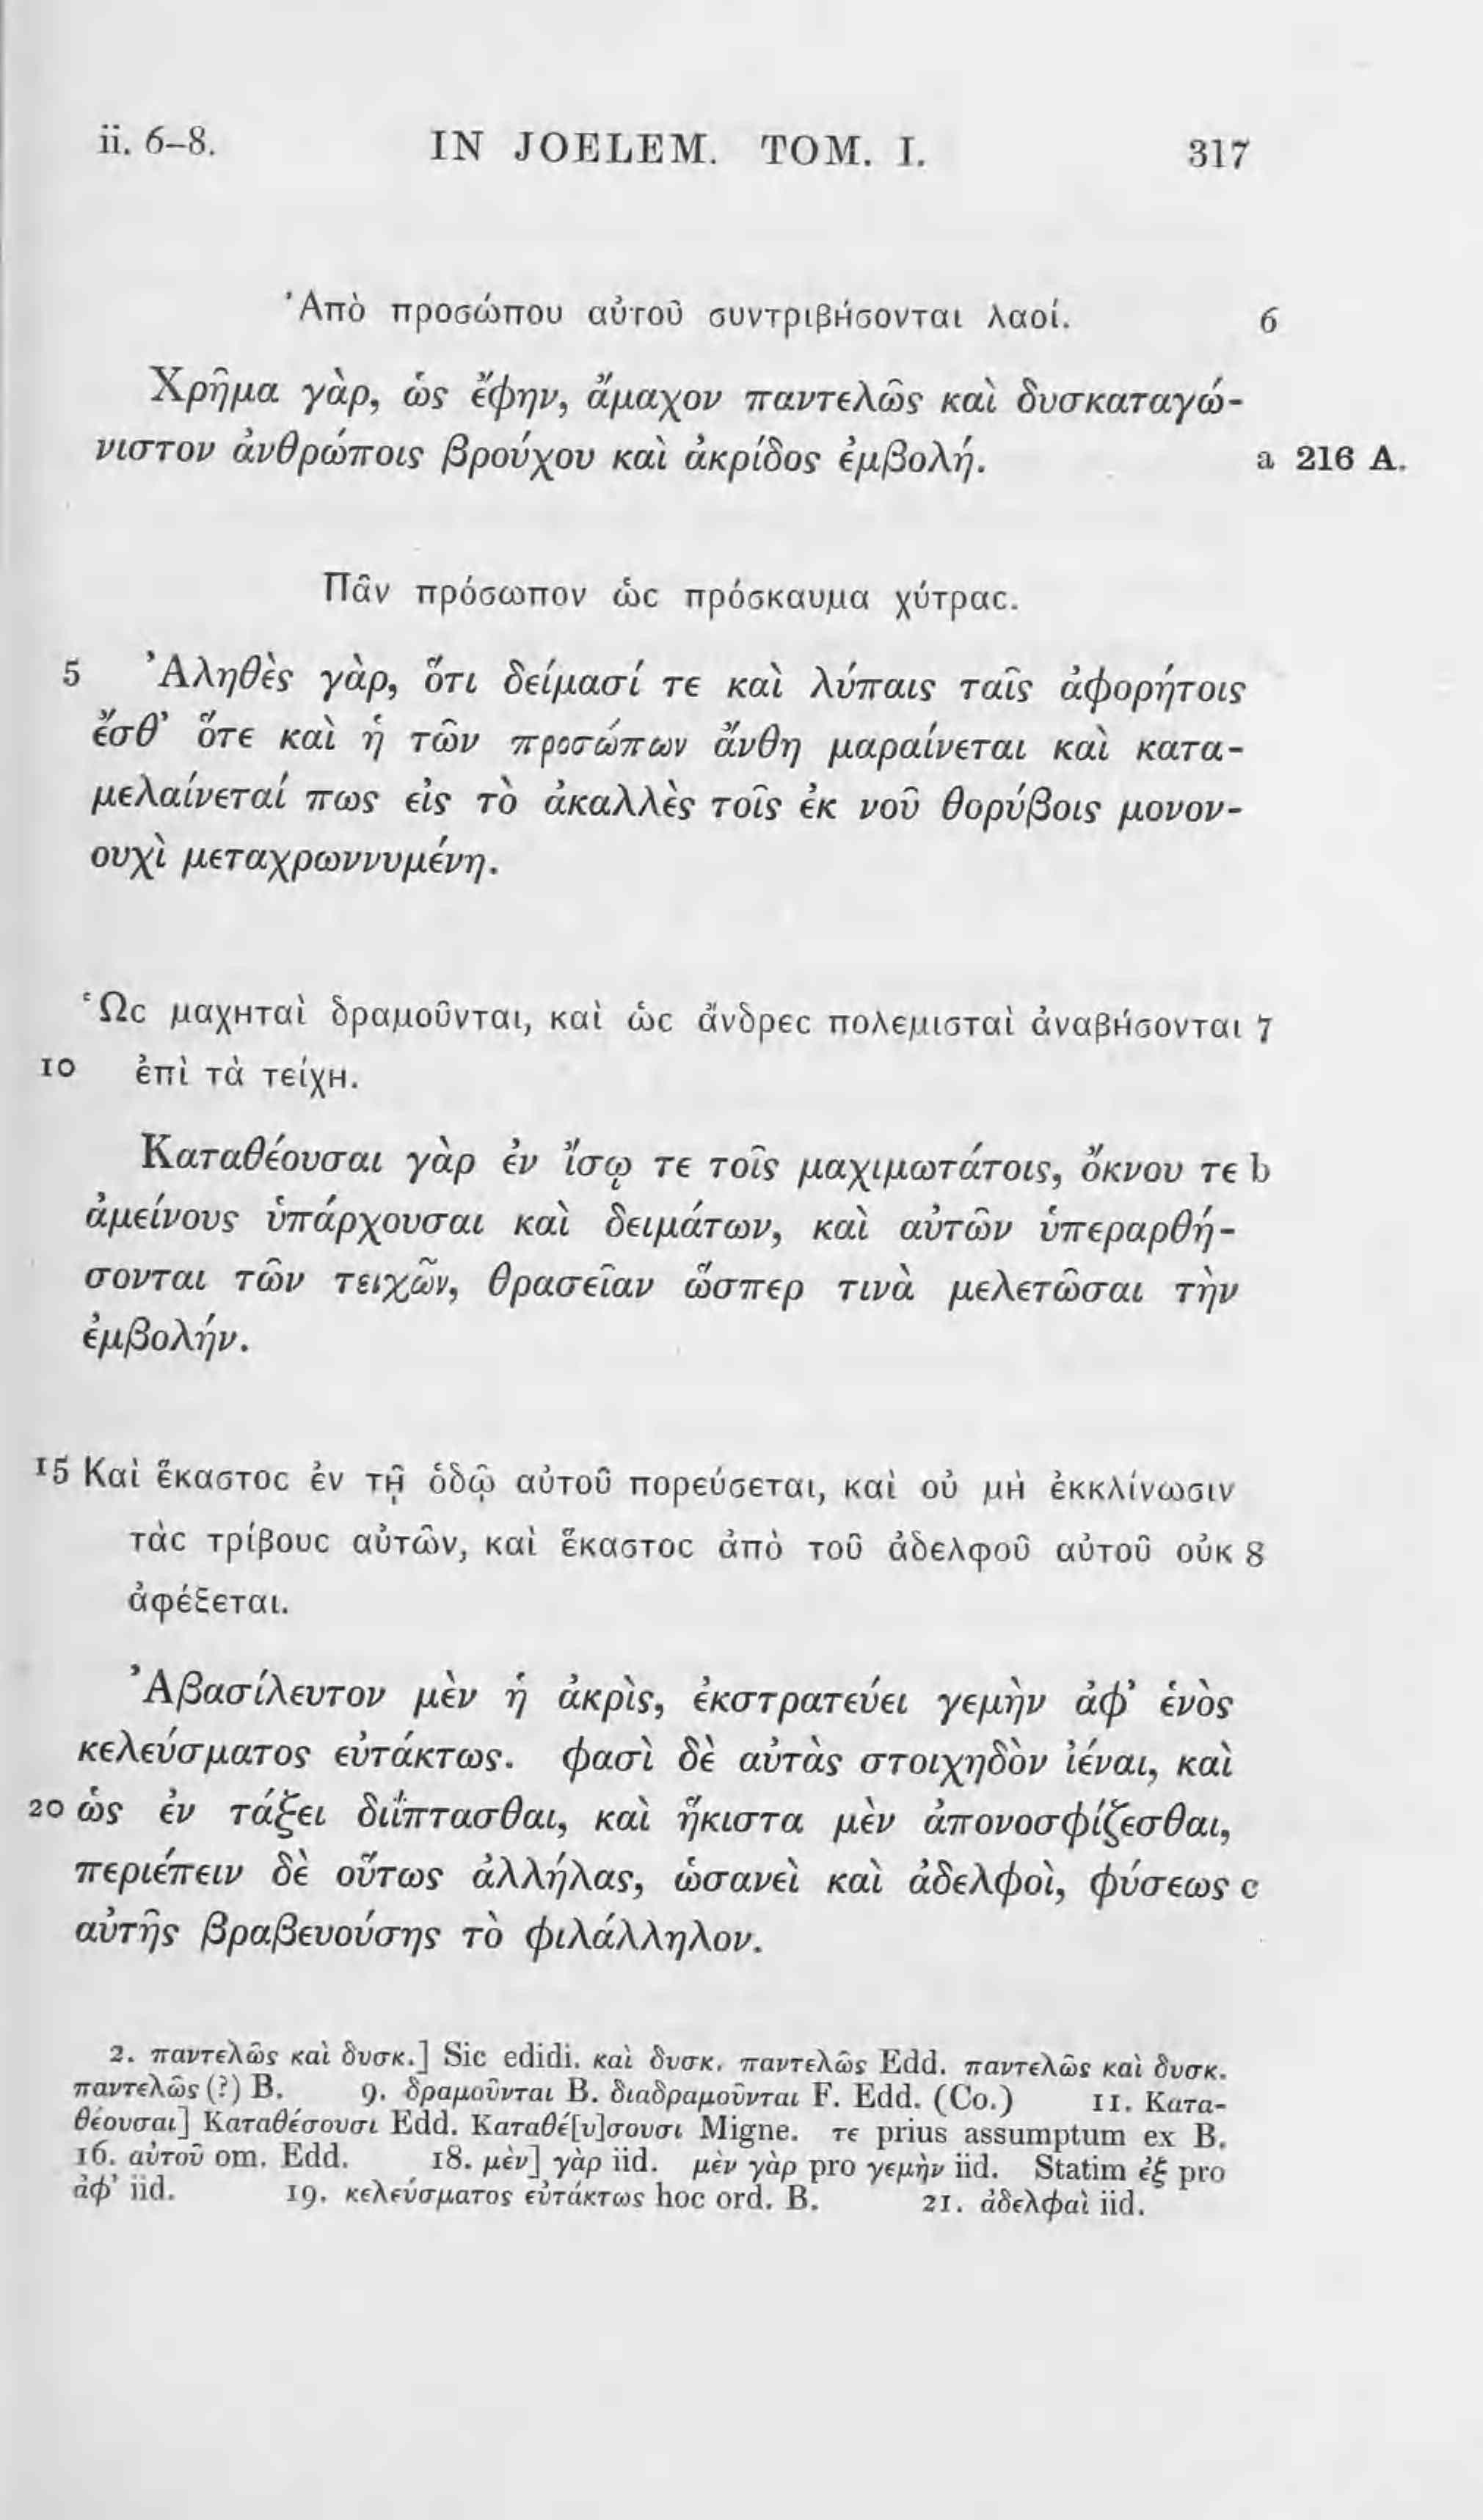 ii. 6–8. IN JOELEM. TOM. I. 317
Ἀπὸ προσώπου αὐτοῦ συντριβήσονται λαοί. 6
Χρῆμα γὰρ, ὡς ἔφην, ἄμαχον παντελῶς καὶ δυσκαταγώ-
νιστον ἀνθρώποις βρούχου καὶ ἀκρίδος ἐμβολή. a 216 A.
Πᾶν πρόσωπον ὡς πρόσκαυμα χύτρας.
5 Ἀληθὲς γὰρ, ὅτι δείμασί τε καὶ λύπαις ταῖς ἀφορήτοις
ἔσθ’ ὅτε καὶ ἡ τῶν προσώπων ἄνθη μαραίνεται καὶ κατα-
μελαίνεταί πως εἰς τὸ ἀκαλλὲς τοῖς ἐκ νοῦ θορύβοις μονον-
ουχὶ μεταχρωννυμένη.
Ὡς μαχηταὶ δραμοῦνται, καὶ ὡς ἄνδρες πολεμισταὶ ἀναβήσονται 7
10 ἐπὶ τὰ τείχη.
Καταθέουσαι γὰρ ἐν ἴσῳ τε τοῖς μαχιμωτάτοις, ὄκνου τε b
ἀμείνους ὑπάρχουσαι καὶ δειμάτων, καὶ αὐτῶν ὑπεραρθή-
σονται τῶν τειχῶν, θρασεῖαν ὥσπερ τινὰ μελετῶσαι τὴν
ἐμβολήν.
15 Καὶ ἕκαστος ἐν τῇ ὁδῷ αὐτοῦ πορεύσεται, καὶ οὐ μὴ ἐκκλίνωσιν
τὰς τρίβους αὐτῶν, καὶ ἕκαστος ἀπὸ τοῦ ἀδελφοῦ αὐτοῦ οὐκ 8
ἀφέξεται.
Ἀβασίλευτον μὲν ἡ ἀκρὶς, ἐκστρατεύει γεμὴν ἀφ’ ἑνὸς
κελεύσματος εὐτάκτως. φασὶ δὲ αὐτὰς στοιχηδὸν ἰέναι, καὶ
20 ὡς ἐν τάξει διΐπτασθαι, καὶ ἥκιστα μὲν ἀπονοσφίζεσθαι,
περιέπειν δὲ οὕτως ἀλλήλας, ὡσανεὶ καὶ ἀδελφοὶ, φύσεως c
αὐτῆς βραβευούσης τὸ φιλάλληλον.
2. παντελῶς καὶ δυσκ.] Sic edidi. καὶ δυσκ. παντελῶς Edd. παντελῶς καὶ δυσκ.
παντελῶς (?) B. 9. δραμοῦνται B. διαδραμοῦνται F. Edd. (Co.) 11. Κατα-
θέουσαι] Καταθέσουσι Edd. Καταθέ[υ]σουσι Migne. τε prius assumptum ex B.
16. αὐτοῦ om. Edd. 18. μὲν] γὰρ iid. μὲν γὰρ pro γεμὴν iid. Statim ἐξ pro
ἀφ’ iid. 19. κελεύσματος εὐτάκτως hoc ord. B. 21. ἀδελφαὶ iid.